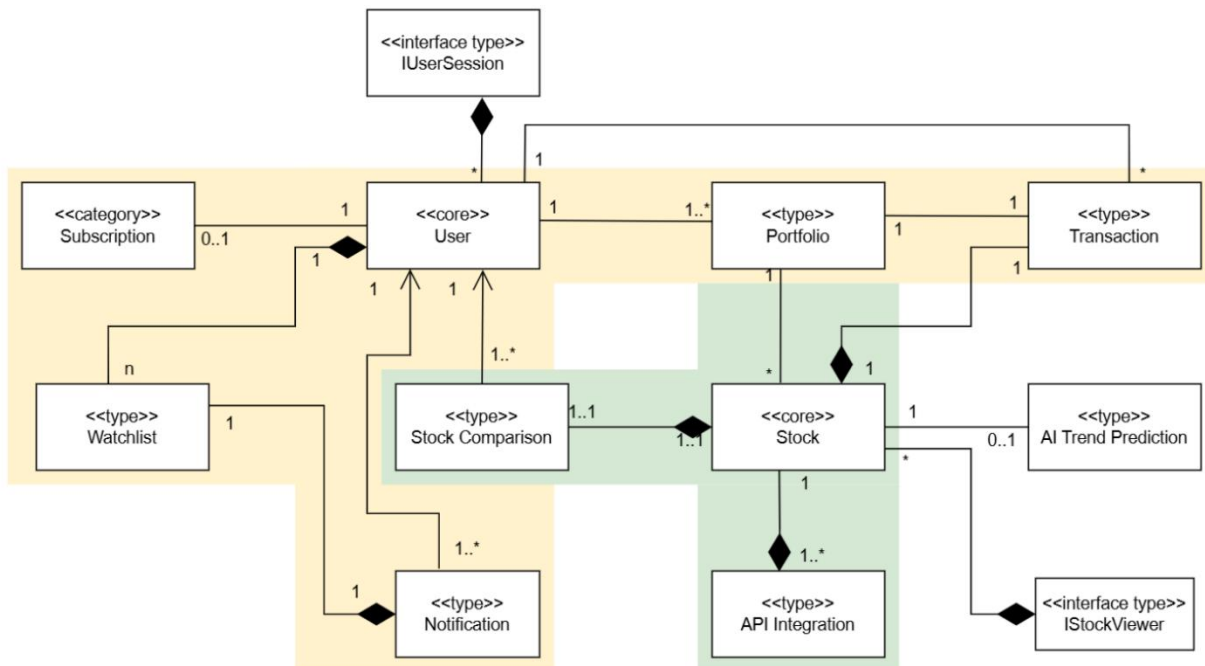 <<interface type>>
IUserSession
*
1
*
<<category>>
Subscription
1
0..1
<<core>>
User
1
1..*
<<type>>
Portfolio
1
1
<<type>>
Transaction
1
1
1
1
1
1..*
*
1
n
<<type>>
Watchlist
1
<<type>>
Stock Comparison
1..1
1..1
<<core>>
Stock
1
0..1
*
<<type>>
AI Trend Prediction
1
1..*
1..*
1
<<type>>
Notification
<<type>>
API Integration
<<interface type>>
IStockViewer